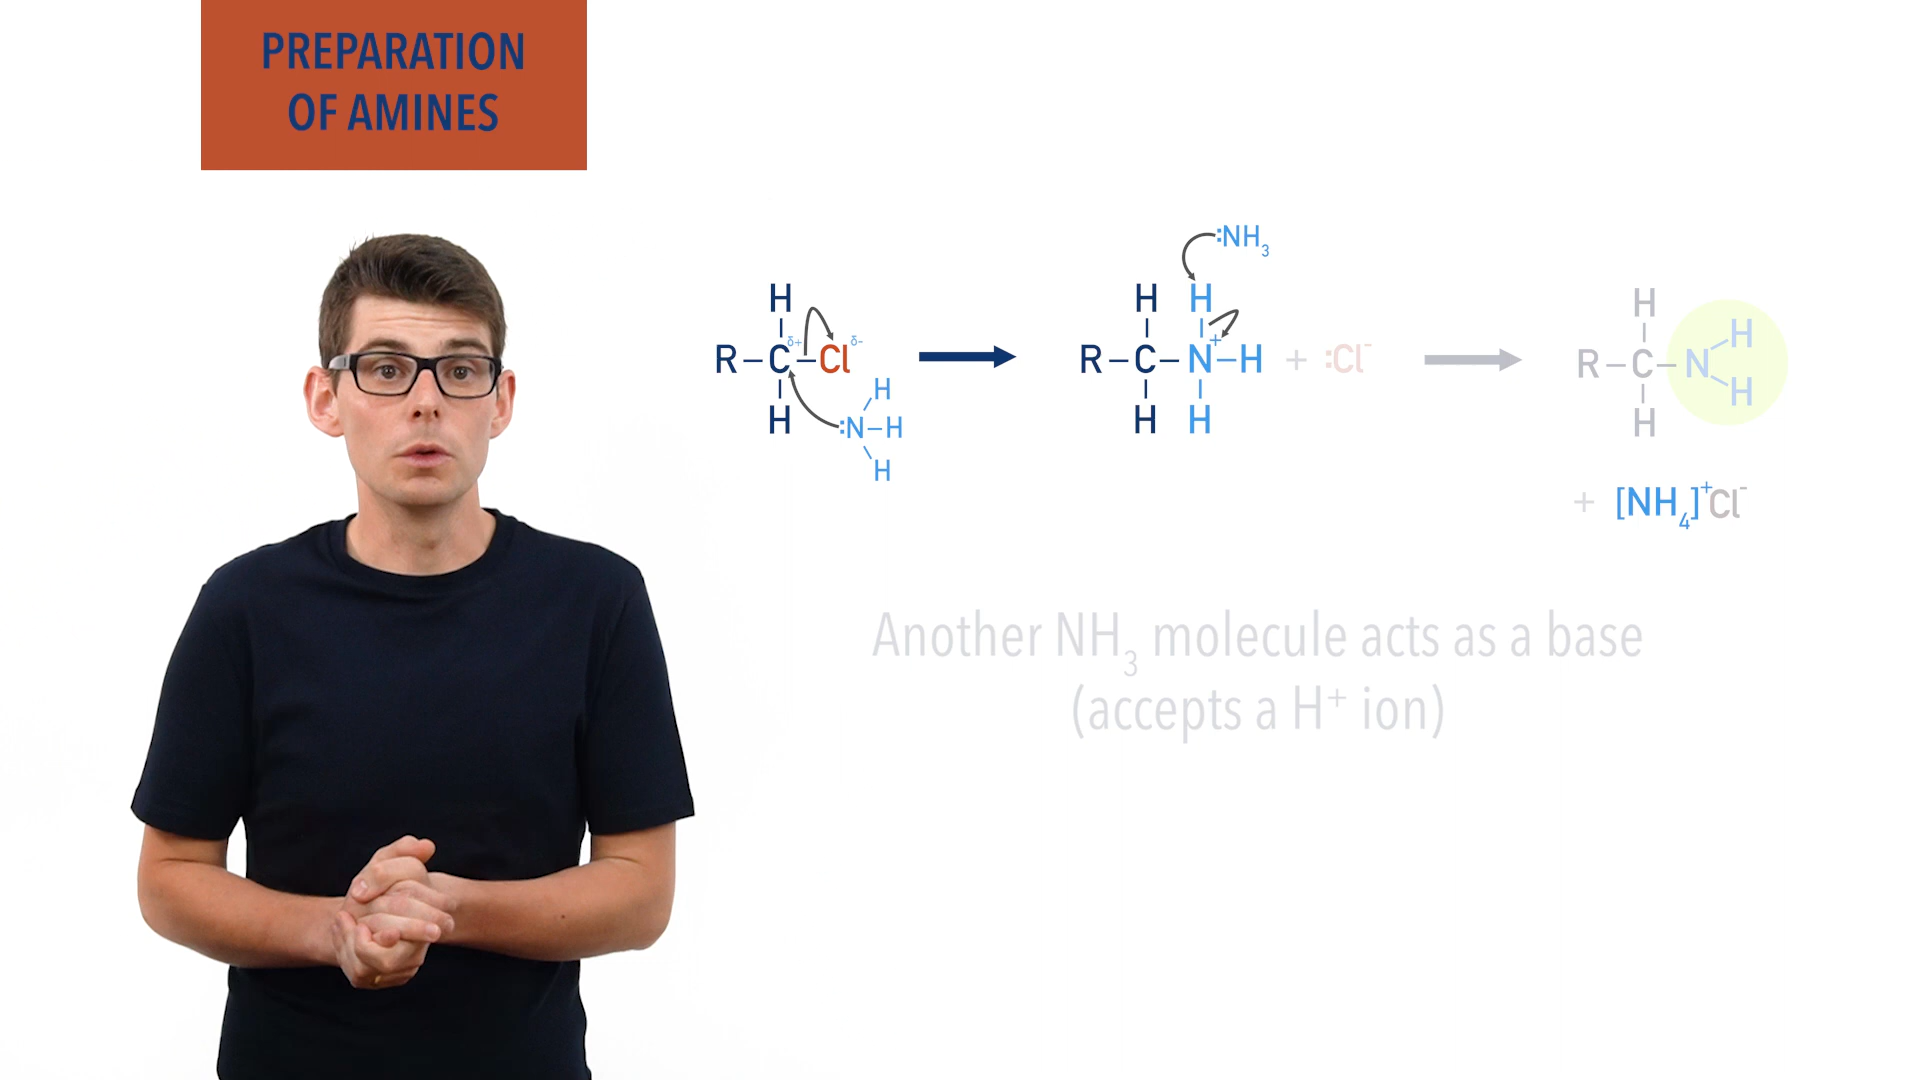 PREPARATION
OF AMINES
:NH₃
H
H
H
H
R–C–Cl
δ+
δ-
R–C–N–H
+
+ :Cl⁻
R–C–N
H
H
H
H
H
H
:N–H
H
H
H
H
+ [NH₄]⁺Cl⁻
Another NH₃ molecule acts as a base
(accepts a H⁺ ion)